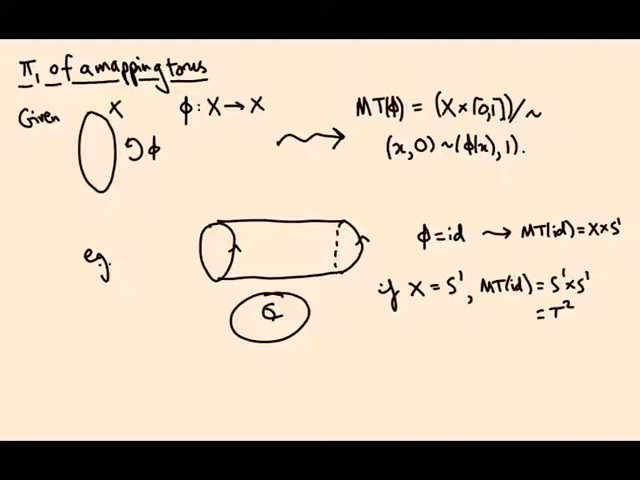 π₁ of a mapping torus
Given X φ: X → X MT(φ) = (X × [0,1])/~
φ (x,0) ~ (φ(x),1).
e.g. φ = id ⇝ MT(id) = X × S¹
if X = S¹, MT(id) = S¹ × S¹
= T²